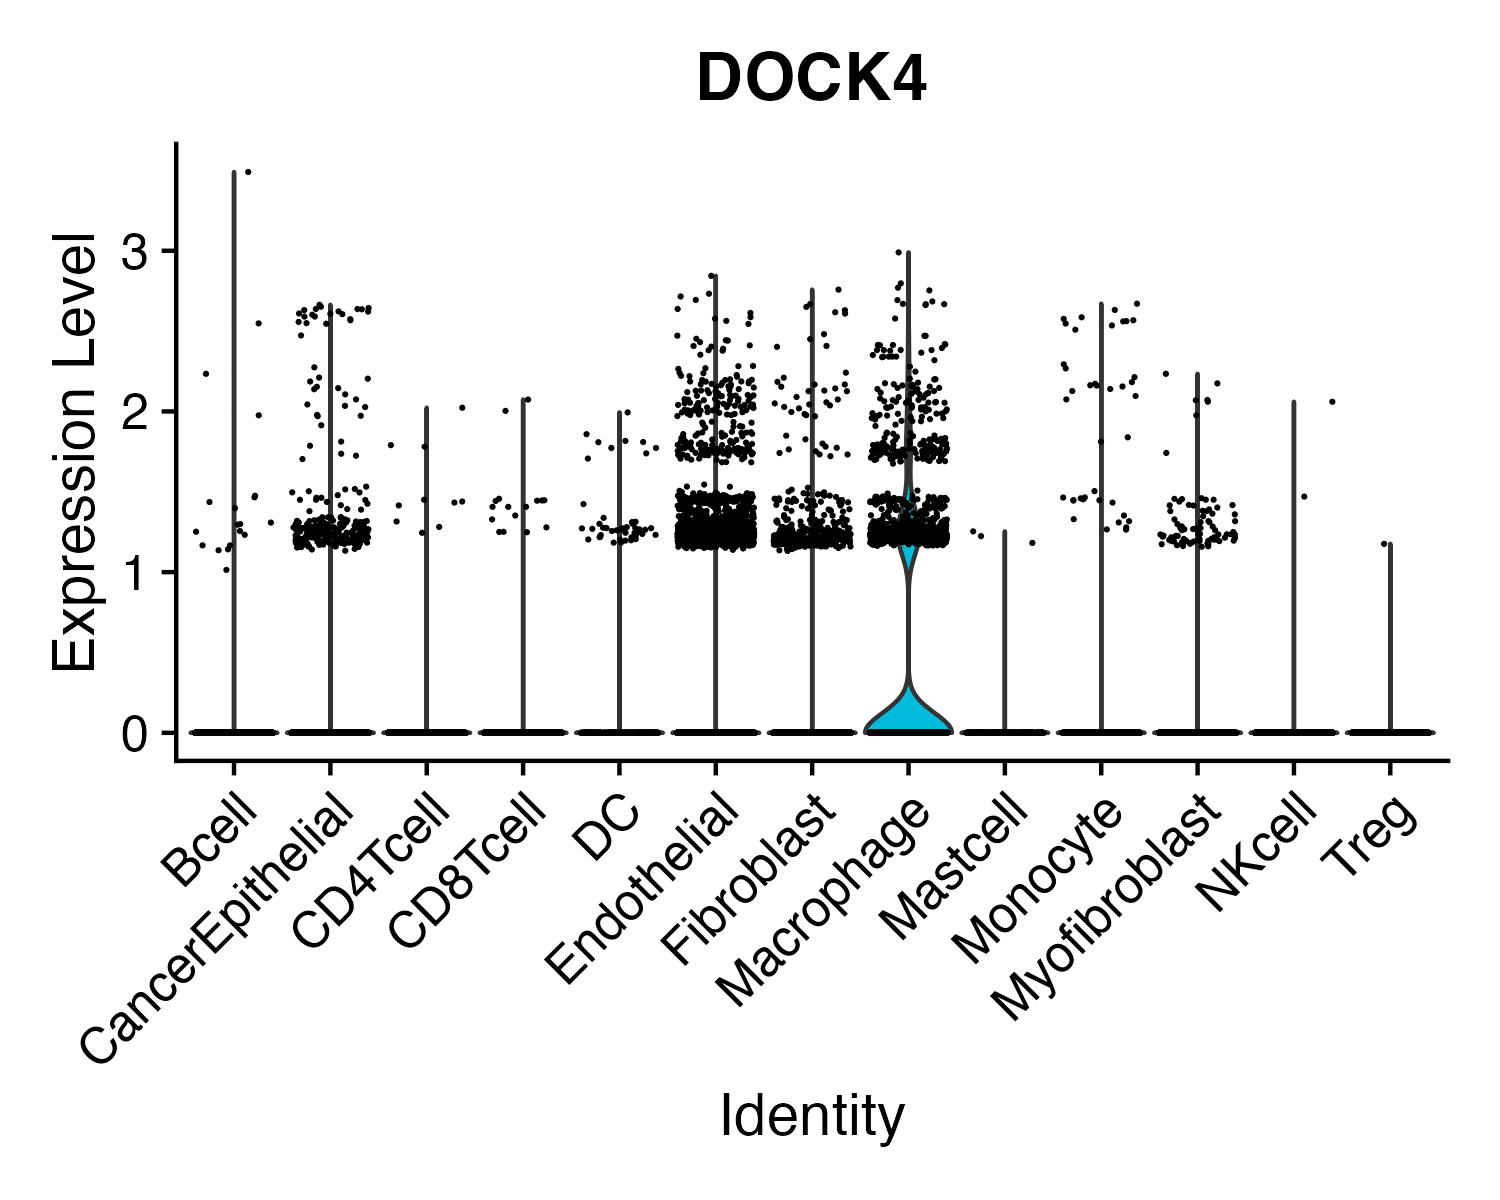 DOCK4
Expression Level
3
2
1
0
Bcell
CancerEpithelial
CD4Tcell
CD8Tcell
DC
Endothelial
Fibroblast
Macrophage
Mastcell
Monocyte
Myofibroblast
NKcell
Treg
Identity